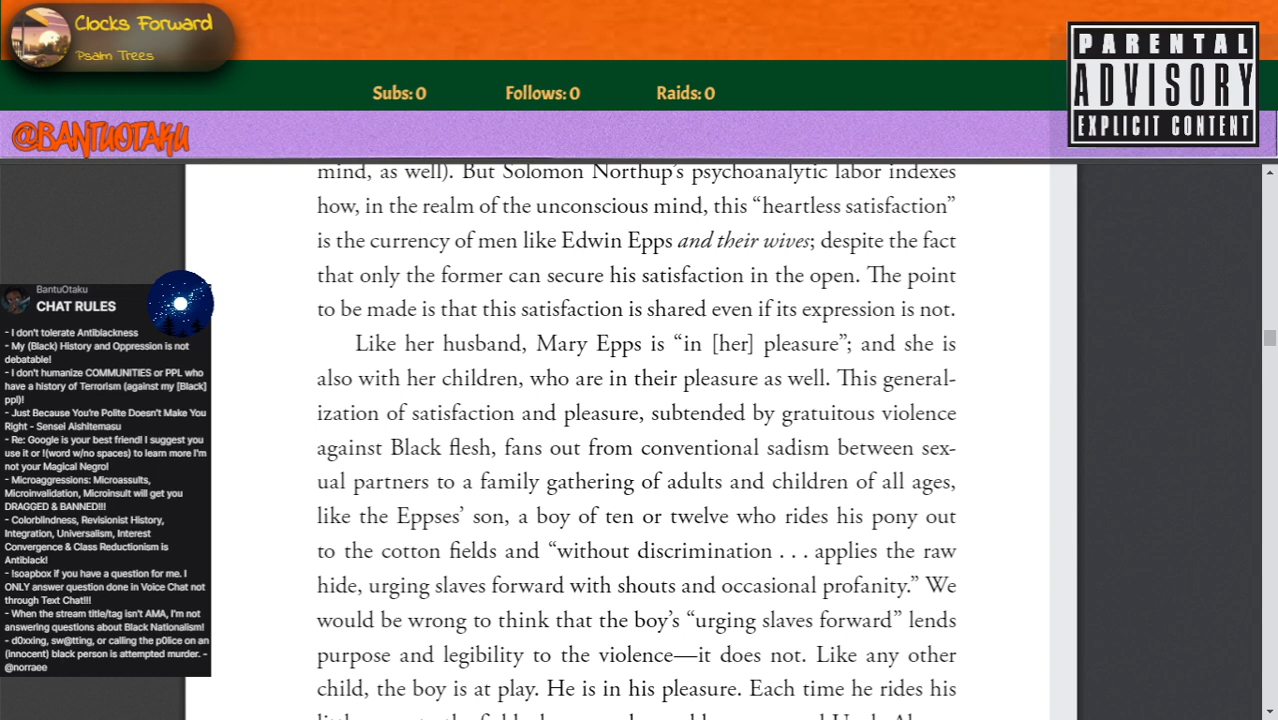 Clocks Forward
Psalm Trees
PARENTAL
ADVISORY
EXPLICIT CONTENT
Subs: 0
Follows: 0
Raids: 0
@BANTUOTAKU
mind, as well). But Solomon Northup's psychoanalytic labor indexes
how, in the realm of the unconscious mind, this “heartless satisfaction”
is the currency of men like Edwin Epps and their wives; despite the fact
that only the former can secure his satisfaction in the open. The point
to be made is that this satisfaction is shared even if its expression is not.
Like her husband, Mary Epps is “in [her] pleasure”; and she is
also with her children, who are in their pleasure as well. This general-
ization of satisfaction and pleasure, subtended by gratuitous violence
against Black flesh, fans out from conventional sadism between sex-
ual partners to a family gathering of adults and children of all ages,
like the Eppses’ son, a boy of ten or twelve who rides his pony out
to the cotton fields and “without discrimination . . . applies the raw
hide, urging slaves forward with shouts and occasional profanity.” We
would be wrong to think that the boy’s “urging slaves forward” lends
purpose and legibility to the violence—it does not. Like any other
child, the boy is at play. He is in his pleasure. Each time he rides his
BantuOtaku
CHAT RULES
- I don't tolerate Antiblackness
- My (Black) History and Oppression is not
debatable!
- I don't humanize COMMUNITIES or PPL who
have a history of Terrorism (against my [Black]
ppl)!
- Just Because You're Polite Doesn't Make You
Right - Sensei Aishitemasu
- Re: Google is your best friend! I suggest you
use it or !(word w/no spaces) to learn more I'm
not your Magical Negro!
- Microaggressions: Microassults,
Microinvalidation, Microinsult will get you
DRAGGED & BANNED!!!
- Colorblindness, Revisionist History,
Integration, Universalism, Interest
Convergence & Class Reductionism is
Antiblack!
- !soapbox if you have a question for me. I
ONLY answer question done in Voice Chat not
through Text Chat!!!
- When the stream title/tag isn't AMA, I'm not
answering questions about Black Nationalism!
- d0xxing, sw@tting, or calling the p0lice on an
(innocent) black person is attempted murder. -
@norraee